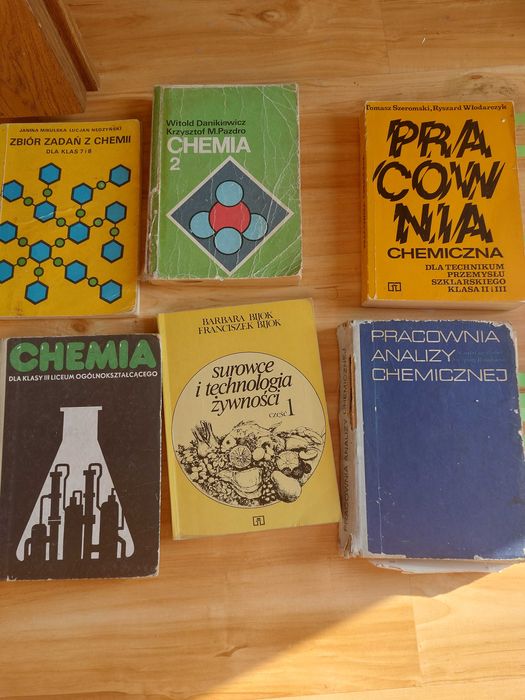 JANINA MIKULSKA LUCJAN NĘDZYŃSKI
ZBIÓR ZADAŃ Z CHEMII
DLA KLAS 7 i 8
Witold Danikiewicz
Krzysztof M. Pazdro
CHEMIA
2
Tomasz Szeromski, Ryszard Włodarczyk
PRA
COW
NIA
CHEMICZNA
DLA TECHNIKUM
PRZEMYSŁU
SZKLARSKIEGO
KLASA II i III
CHEMIA
DLA KLASY III LICEUM OGÓLNOKSZTAŁCĄCEGO
BARBARA BIJOK
FRANCISZEK BIJOK
surowce
i technologia
żywności
część 1
PRACOWNIA ANALIZY CHEMICZNEJ
PRACOWNIA
ANALIZY
CHEMICZNEJ